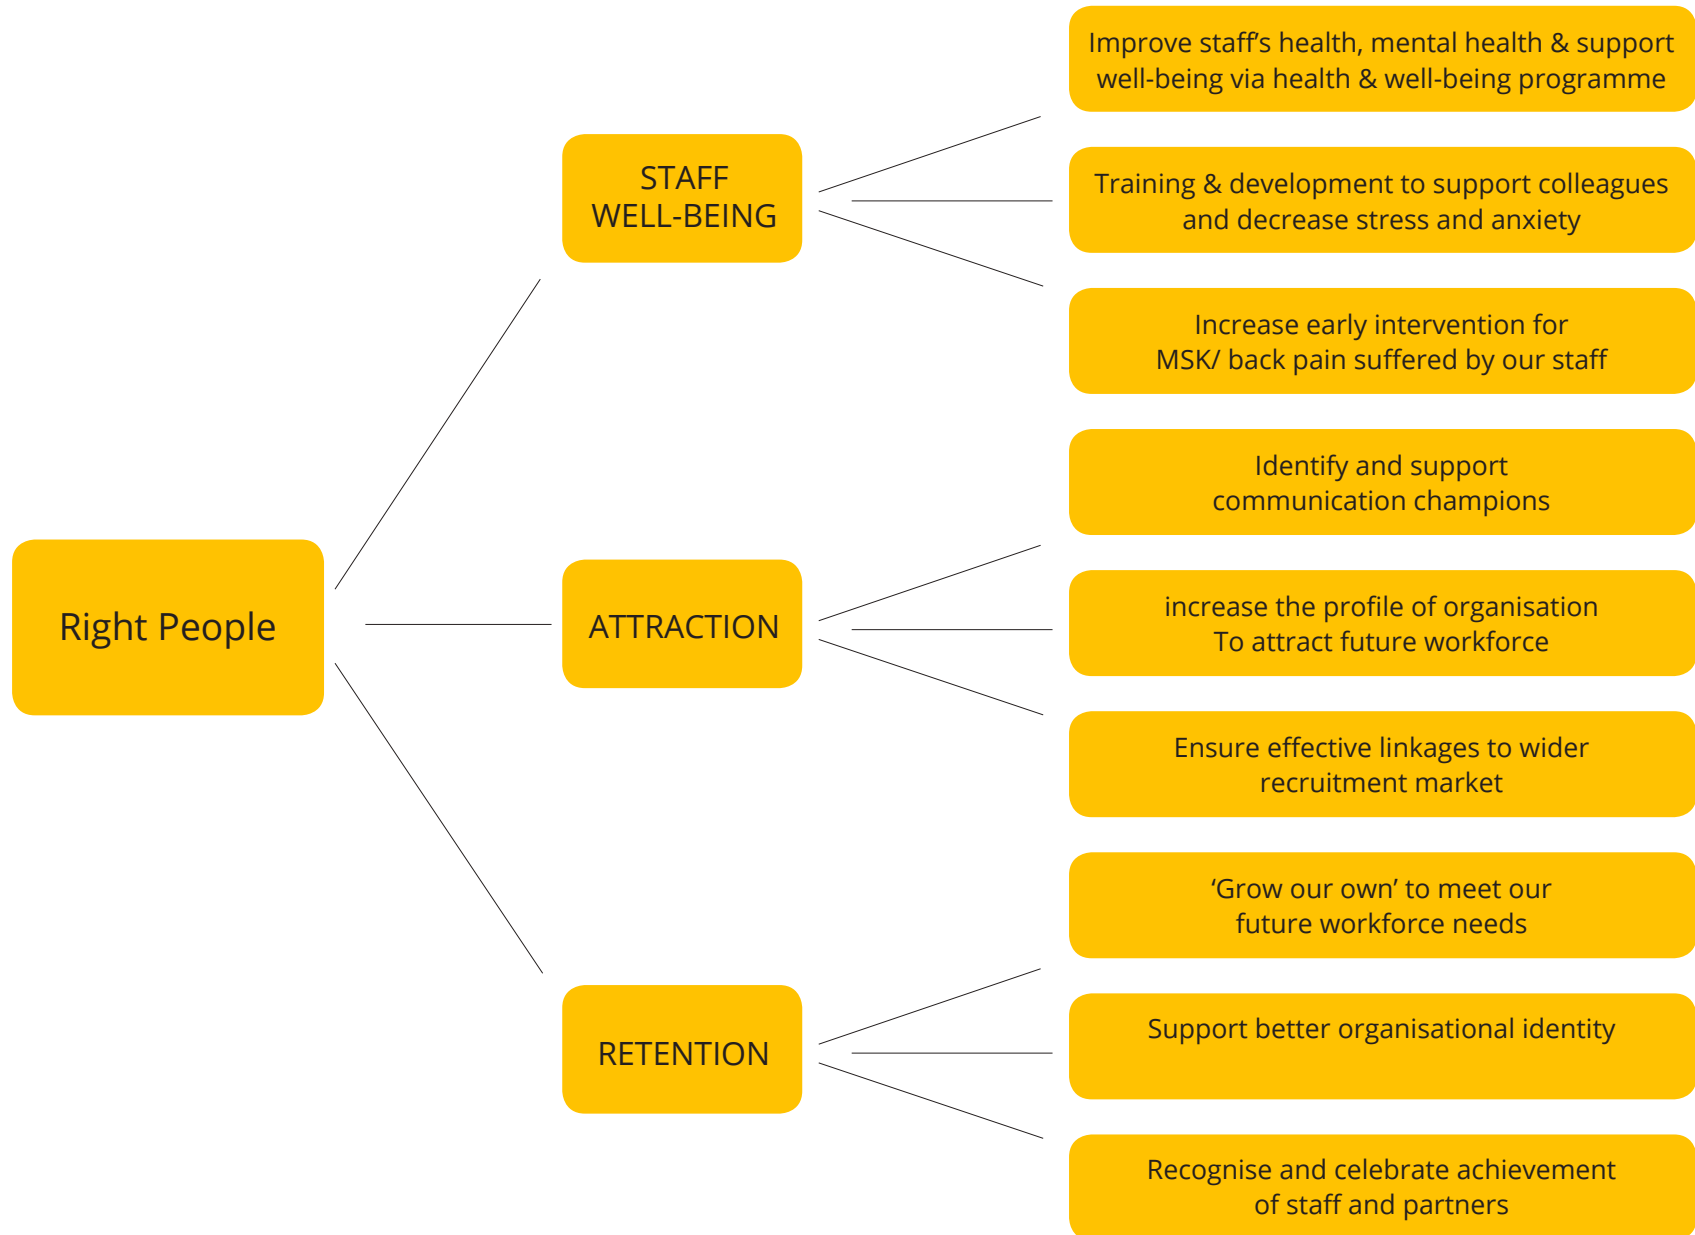 Right People
STAFF
WELL-BEING
Improve staff’s health, mental health & support
well-being via health & well-being programme
Training & development to support colleagues
and decrease stress and anxiety
Increase early intervention for
MSK/ back pain suffered by our staff
ATTRACTION
Identify and support
communication champions
increase the profile of organisation
To attract future workforce
Ensure effective linkages to wider
recruitment market
RETENTION
‘Grow our own’ to meet our
future workforce needs
Support better organisational identity
Recognise and celebrate achievement
of staff and partners